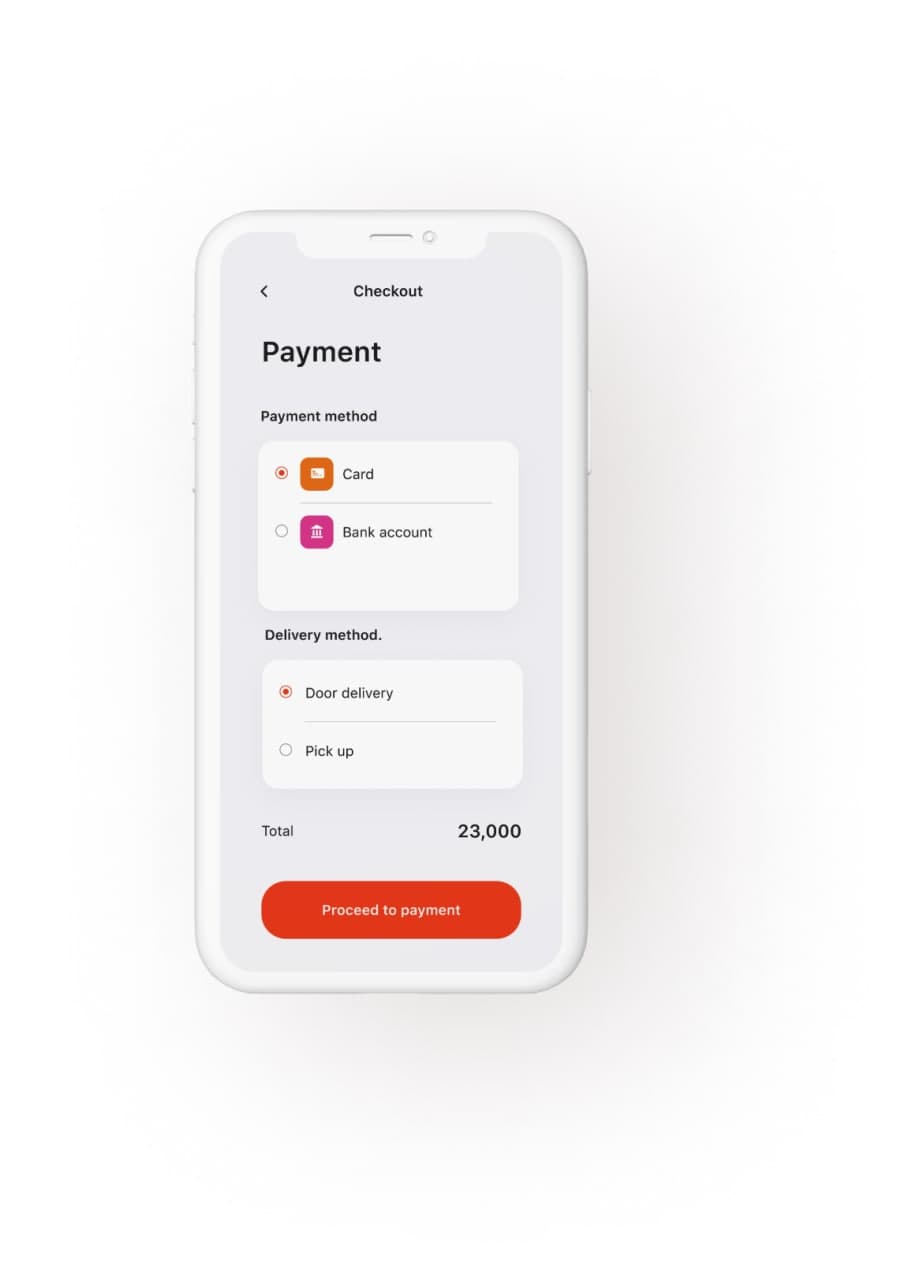 Checkout
Payment
Payment method
Card
Bank account
Delivery method.
Door delivery
Pick up
Total 23,000
Proceed to payment